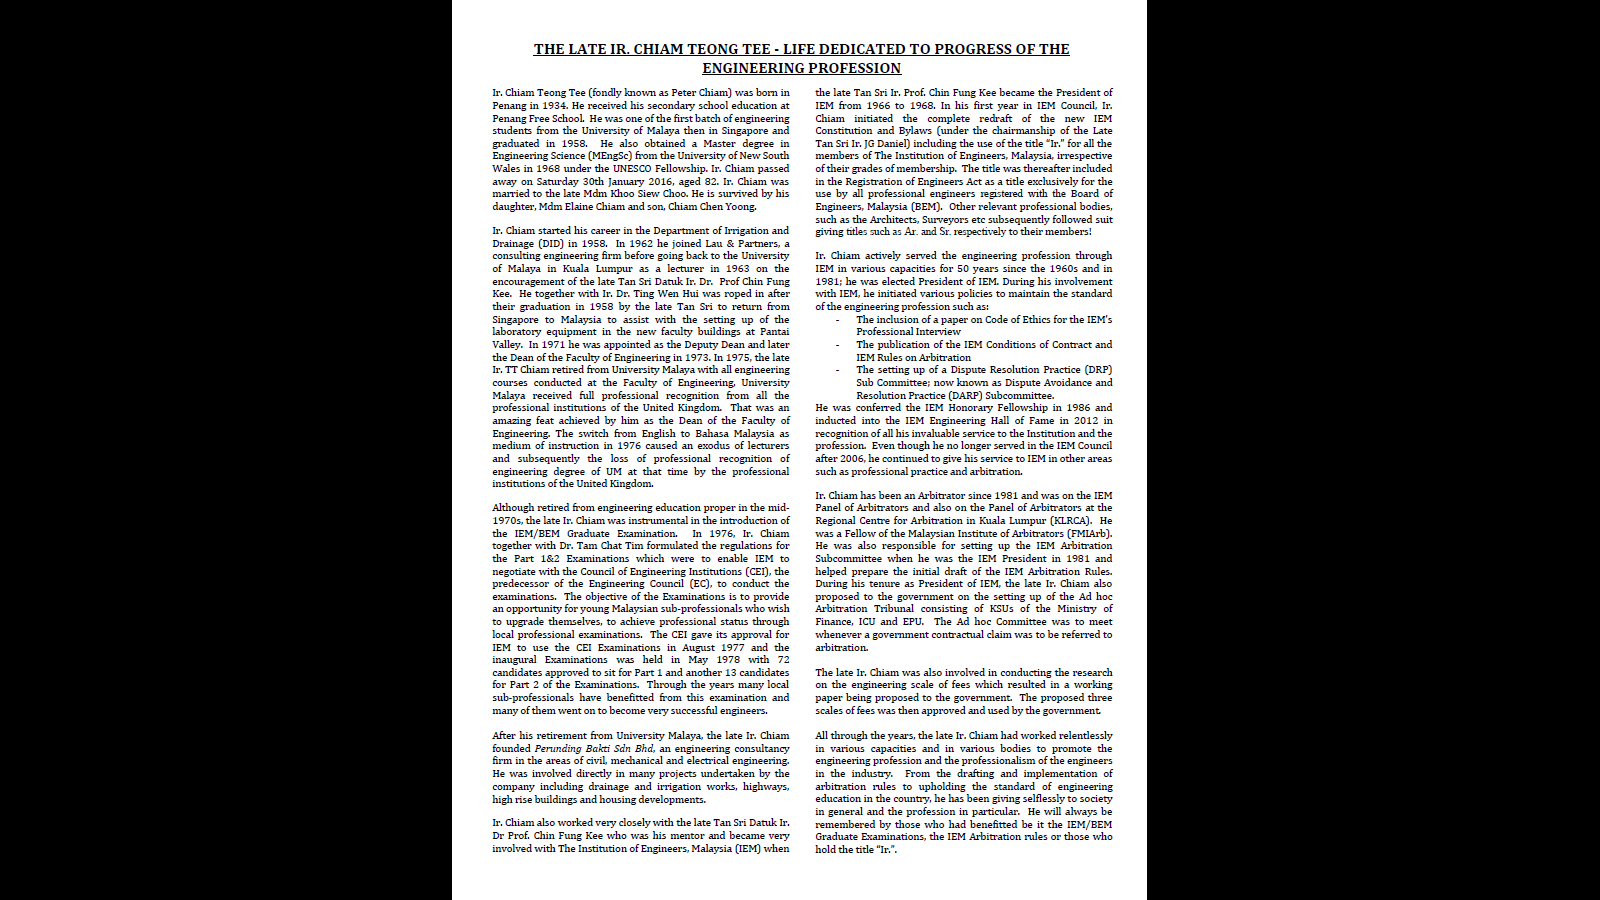 THE LATE IR. CHIAM TEONG TEE - LIFE DEDICATED TO PROGRESS OF THE
ENGINEERING PROFESSION
Ir. Chiam Teong Tee (fondly known as Peter Chiam) was born in
Penang in 1934. He received his secondary school education at
Penang Free School. He was one of the first batch of engineering
students from the University of Malaya then in Singapore and
graduated in 1958. He also obtained a Master degree in
Engineering Science (MEngSc) from the University of New South
Wales in 1968 under the UNESCO Fellowship. Ir. Chiam passed
away on Saturday 30th January 2016, aged 82. Ir. Chiam was
married to the late Mdm Khoo Siew Choo. He is survived by his
daughter, Mdm Elaine Chiam and son, Chiam Chen Yoong.
Ir. Chiam started his career in the Department of Irrigation and
Drainage (DID) in 1958. In 1962 he joined Lau & Partners, a
consulting engineering firm before going back to the University
of Malaya in Kuala Lumpur as a lecturer in 1963 on the
encouragement of the late Tan Sri Datuk Ir. Dr. Prof Chin Fung
Kee. He together with Ir. Dr. Ting Wen Hui was roped in after
their graduation in 1958 by the late Tan Sri to return from
Singapore to Malaysia to assist with the setting up of the
laboratory equipment in the new faculty buildings at Pantai
Valley. In 1971 he was appointed as the Deputy Dean and later
the Dean of the Faculty of Engineering in 1973. In 1975, the late
Ir. TT Chiam retired from University Malaya with all engineering
courses conducted at the Faculty of Engineering, University
Malaya received full professional recognition from all the
professional institutions of the United Kingdom. That was an
amazing feat achieved by him as the Dean of the Faculty of
Engineering. The switch from English to Bahasa Malaysia as
medium of instruction in 1976 caused an exodus of lecturers
and subsequently the loss of professional recognition of
engineering degree of UM at that time by the professional
institutions of the United Kingdom.
Although retired from engineering education proper in the mid-
1970s, the late Ir. Chiam was instrumental in the introduction of
the IEM/BEM Graduate Examination. In 1976, Ir. Chiam
together with Dr. Tam Chat Tim formulated the regulations for
the Part 1&2 Examinations which were to enable IEM to
negotiate with the Council of Engineering Institutions (CEI), the
predecessor of the Engineering Council (EC), to conduct the
examinations. The objective of the Examinations is to provide
an opportunity for young Malaysian sub-professionals who wish
to upgrade themselves, to achieve professional status through
local professional examinations. The CEI gave its approval for
IEM to use the CEI Examinations in August 1977 and the
inaugural Examinations was held in May 1978 with 72
candidates approved to sit for Part 1 and another 13 candidates
for Part 2 of the Examinations. Through the years many local
sub-professionals have benefitted from this examination and
many of them went on to become very successful engineers.
After his retirement from University Malaya, the late Ir. Chiam
founded Perunding Bakti Sdn Bhd, an engineering consultancy
firm in the areas of civil, mechanical and electrical engineering.
He was involved directly in many projects undertaken by the
company including drainage and irrigation works, highways,
high rise buildings and housing developments.
Ir. Chiam also worked very closely with the late Tan Sri Datuk Ir.
Dr Prof. Chin Fung Kee who was his mentor and became very
involved with The Institution of Engineers, Malaysia (IEM) when
the late Tan Sri Ir. Prof. Chin Fung Kee became the President of
IEM from 1966 to 1968. In his first year in IEM Council, Ir.
Chiam initiated the complete redraft of the new IEM
Constitution and Bylaws (under the chairmanship of the Late
Tan Sri Ir. JG Daniel) including the use of the title “Ir.” for all the
members of The Institution of Engineers, Malaysia, irrespective
of their grades of membership. The title was thereafter included
in the Registration of Engineers Act as a title exclusively for the
use by all professional engineers registered with the Board of
Engineers, Malaysia (BEM). Other relevant professional bodies,
such as the Architects, Surveyors etc subsequently followed suit
giving titles such as Ar. and Sr. respectively to their members!
Ir. Chiam actively served the engineering profession through
IEM in various capacities for 50 years since the 1960s and in
1981; he was elected President of IEM. During his involvement
with IEM, he initiated various policies to maintain the standard
of the engineering profession such as:
- The inclusion of a paper on Code of Ethics for the IEM’s
Professional Interview
- The publication of the IEM Conditions of Contract and
IEM Rules on Arbitration
- The setting up of a Dispute Resolution Practice (DRP)
Sub Committee; now known as Dispute Avoidance and
Resolution Practice (DARP) Subcommittee.
He was conferred the IEM Honorary Fellowship in 1986 and
inducted into the IEM Engineering Hall of Fame in 2012 in
recognition of all his invaluable service to the Institution and the
profession. Even though he no longer served in the IEM Council
after 2006, he continued to give his service to IEM in other areas
such as professional practice and arbitration.
Ir. Chiam has been an Arbitrator since 1981 and was on the IEM
Panel of Arbitrators and also on the Panel of Arbitrators at the
Regional Centre for Arbitration in Kuala Lumpur (KLRCA). He
was a Fellow of the Malaysian Institute of Arbitrators (FMIArb).
He was also responsible for setting up the IEM Arbitration
Subcommittee when he was the IEM President in 1981 and
helped prepare the initial draft of the IEM Arbitration Rules.
During his tenure as President of IEM, the late Ir. Chiam also
proposed to the government on the setting up of the Ad hoc
Arbitration Tribunal consisting of KSUs of the Ministry of
Finance, ICU and EPU. The Ad hoc Committee was to meet
whenever a government contractual claim was to be referred to
arbitration.
The late Ir. Chiam was also involved in conducting the research
on the engineering scale of fees which resulted in a working
paper being proposed to the government. The proposed three
scales of fees was then approved and used by the government.
All through the years, the late Ir. Chiam had worked relentlessly
in various capacities and in various bodies to promote the
engineering profession and the professionalism of the engineers
in the industry. From the drafting and implementation of
arbitration rules to upholding the standard of engineering
education in the country, he has been giving selflessly to society
in general and the profession in particular. He will always be
remembered by those who had benefitted be it the IEM/BEM
Graduate Examinations, the IEM Arbitration rules or those who
hold the title “Ir.”.